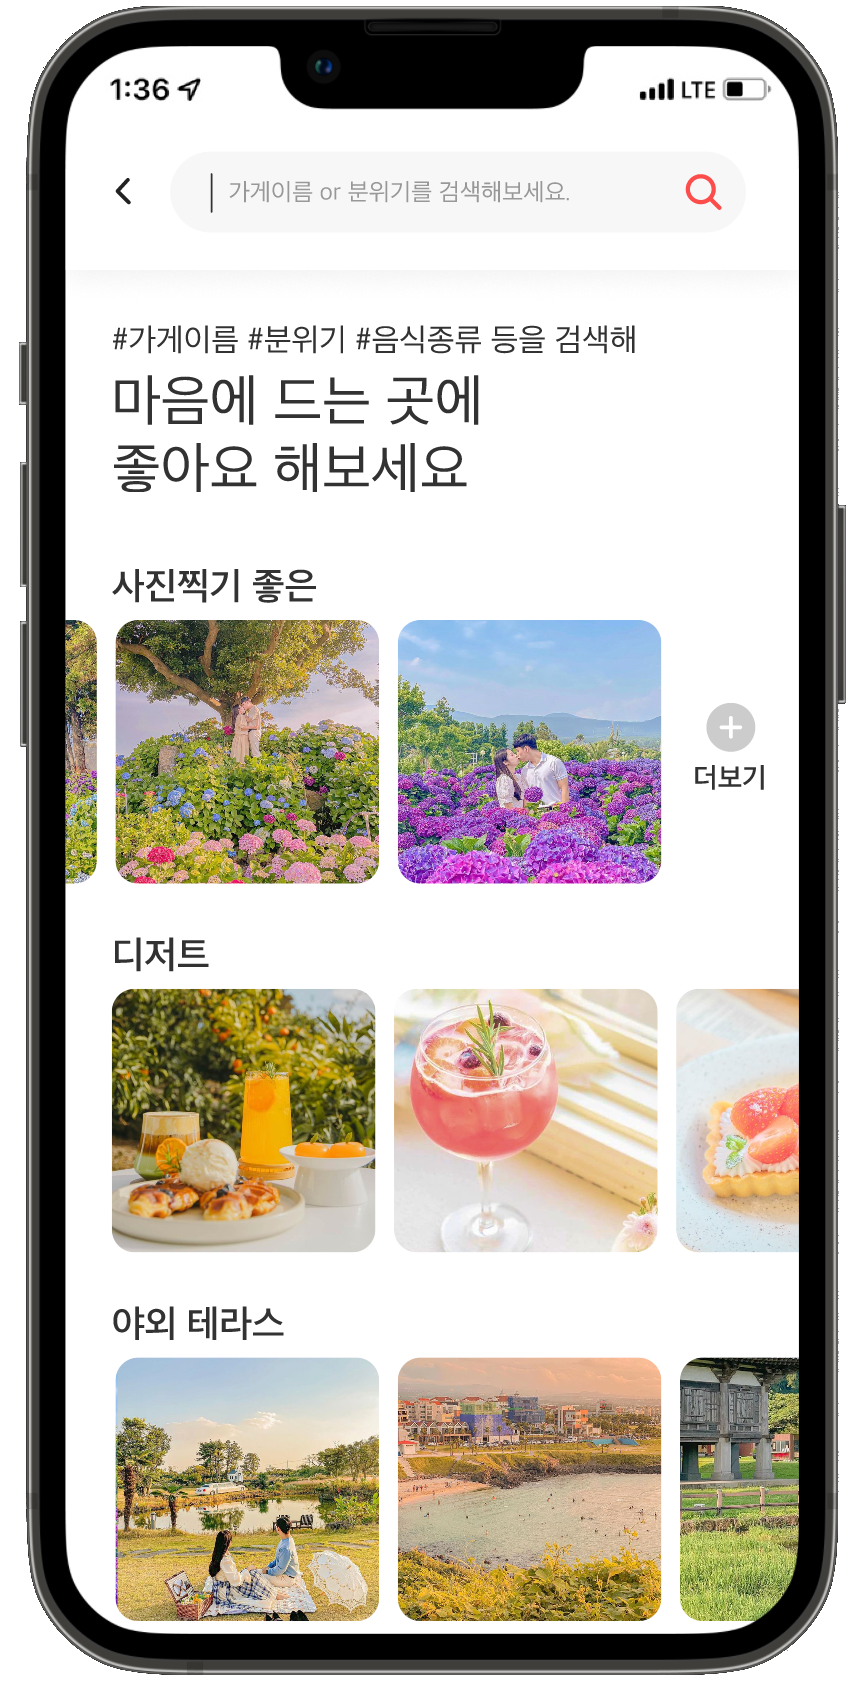 1:36 LTE
가게이름 or 분위기를 검색해보세요.
#가게이름 #분위기 #음식종류 등을 검색해
마음에 드는 곳에
좋아요 해보세요
사진찍기 좋은
더보기
디저트
야외 테라스